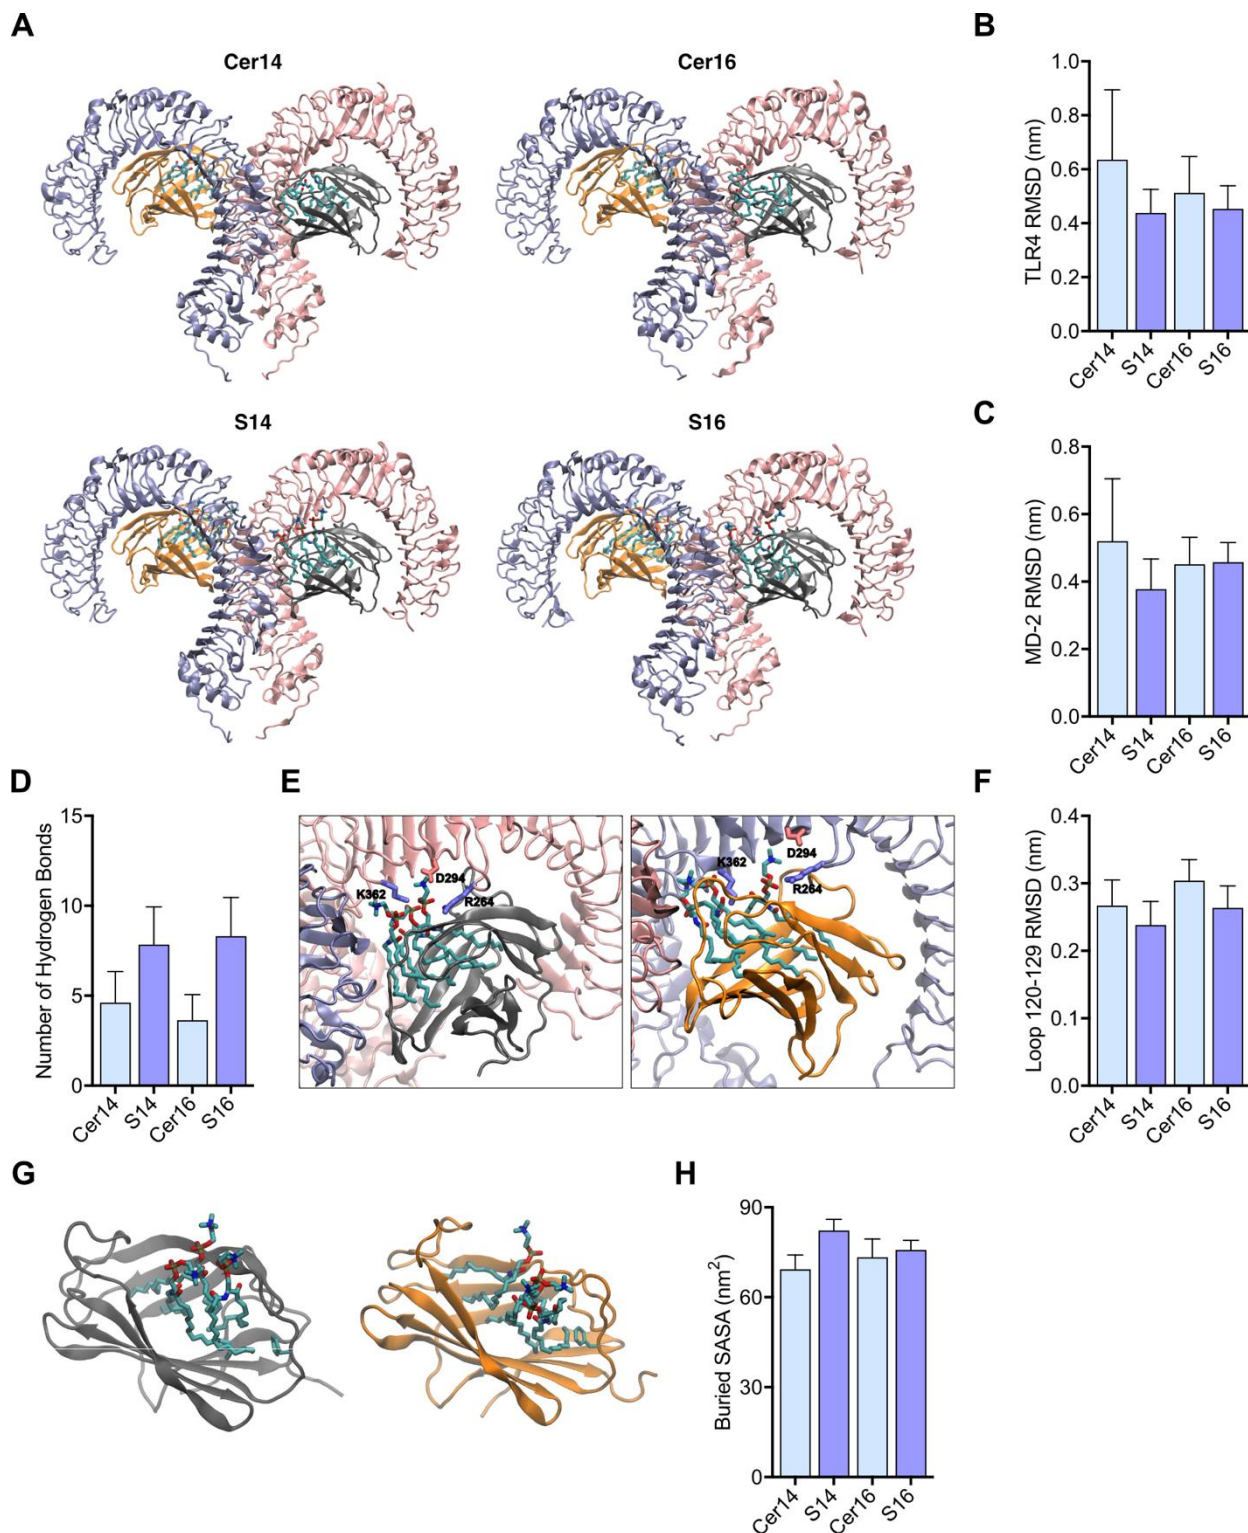 A
B
Cer14
Cer16
TLR4 RMSD (nm)
1.0
0.8
0.6
0.4
0.2
0.0
Cer14
S14
Cer16
S16
S14
S16
C
MD-2 RMSD (nm)
0.8
0.6
0.4
0.2
0.0
Cer14
S14
Cer16
S16
D
Number of Hydrogen Bonds
15
10
5
0
Cer14
S14
Cer16
S16
E
K362
D294
R264
K362
D294
R264
F
Loop 120-129 RMSD (nm)
0.4
0.3
0.2
0.1
0.0
Cer14
S14
Cer16
S16
G
H
Buried SASA (nm²)
90
60
30
0
Cer14
S14
Cer16
S16